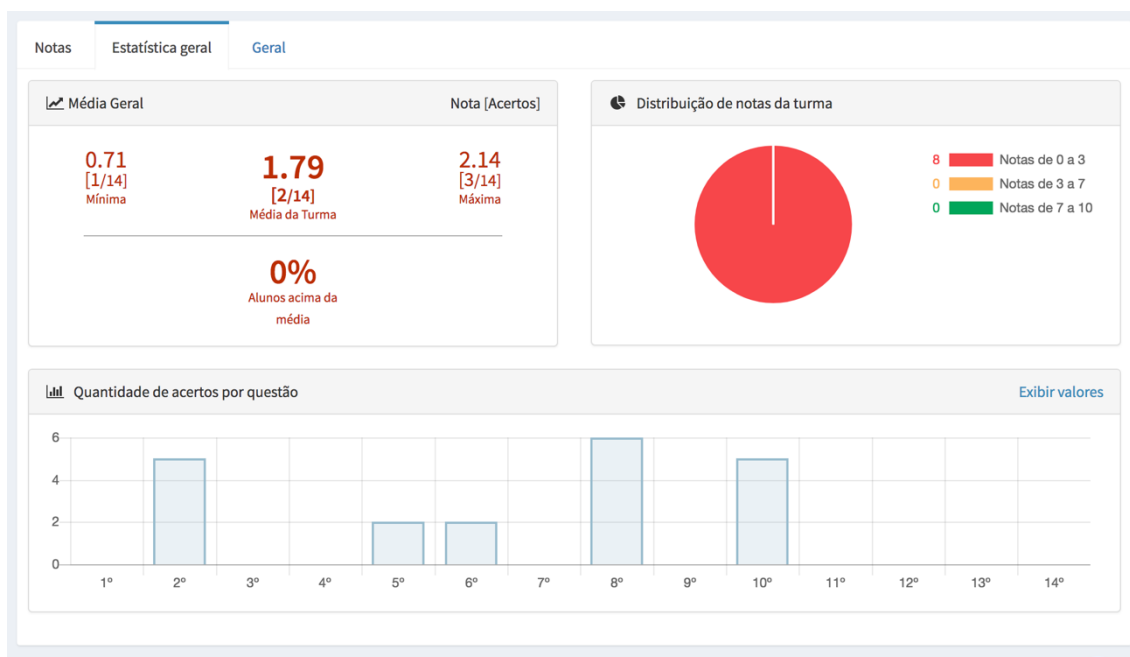 Notas Estatística geral Geral
Média Geral Nota [Acertos]
0.71
[1/14]
Mínima
1.79
[2/14]
Média da Turma
2.14
[3/14]
Máxima
0%
Alunos acima da
média
Distribuição de notas da turma
8 Notas de 0 a 3
0 Notas de 3 a 7
0 Notas de 7 a 10
Quantidade de acertos por questão Exibir valores
6
4
2
0
1º 2º 3º 4º 5º 6º 7º 8º 9º 10º 11º 12º 13º 14º